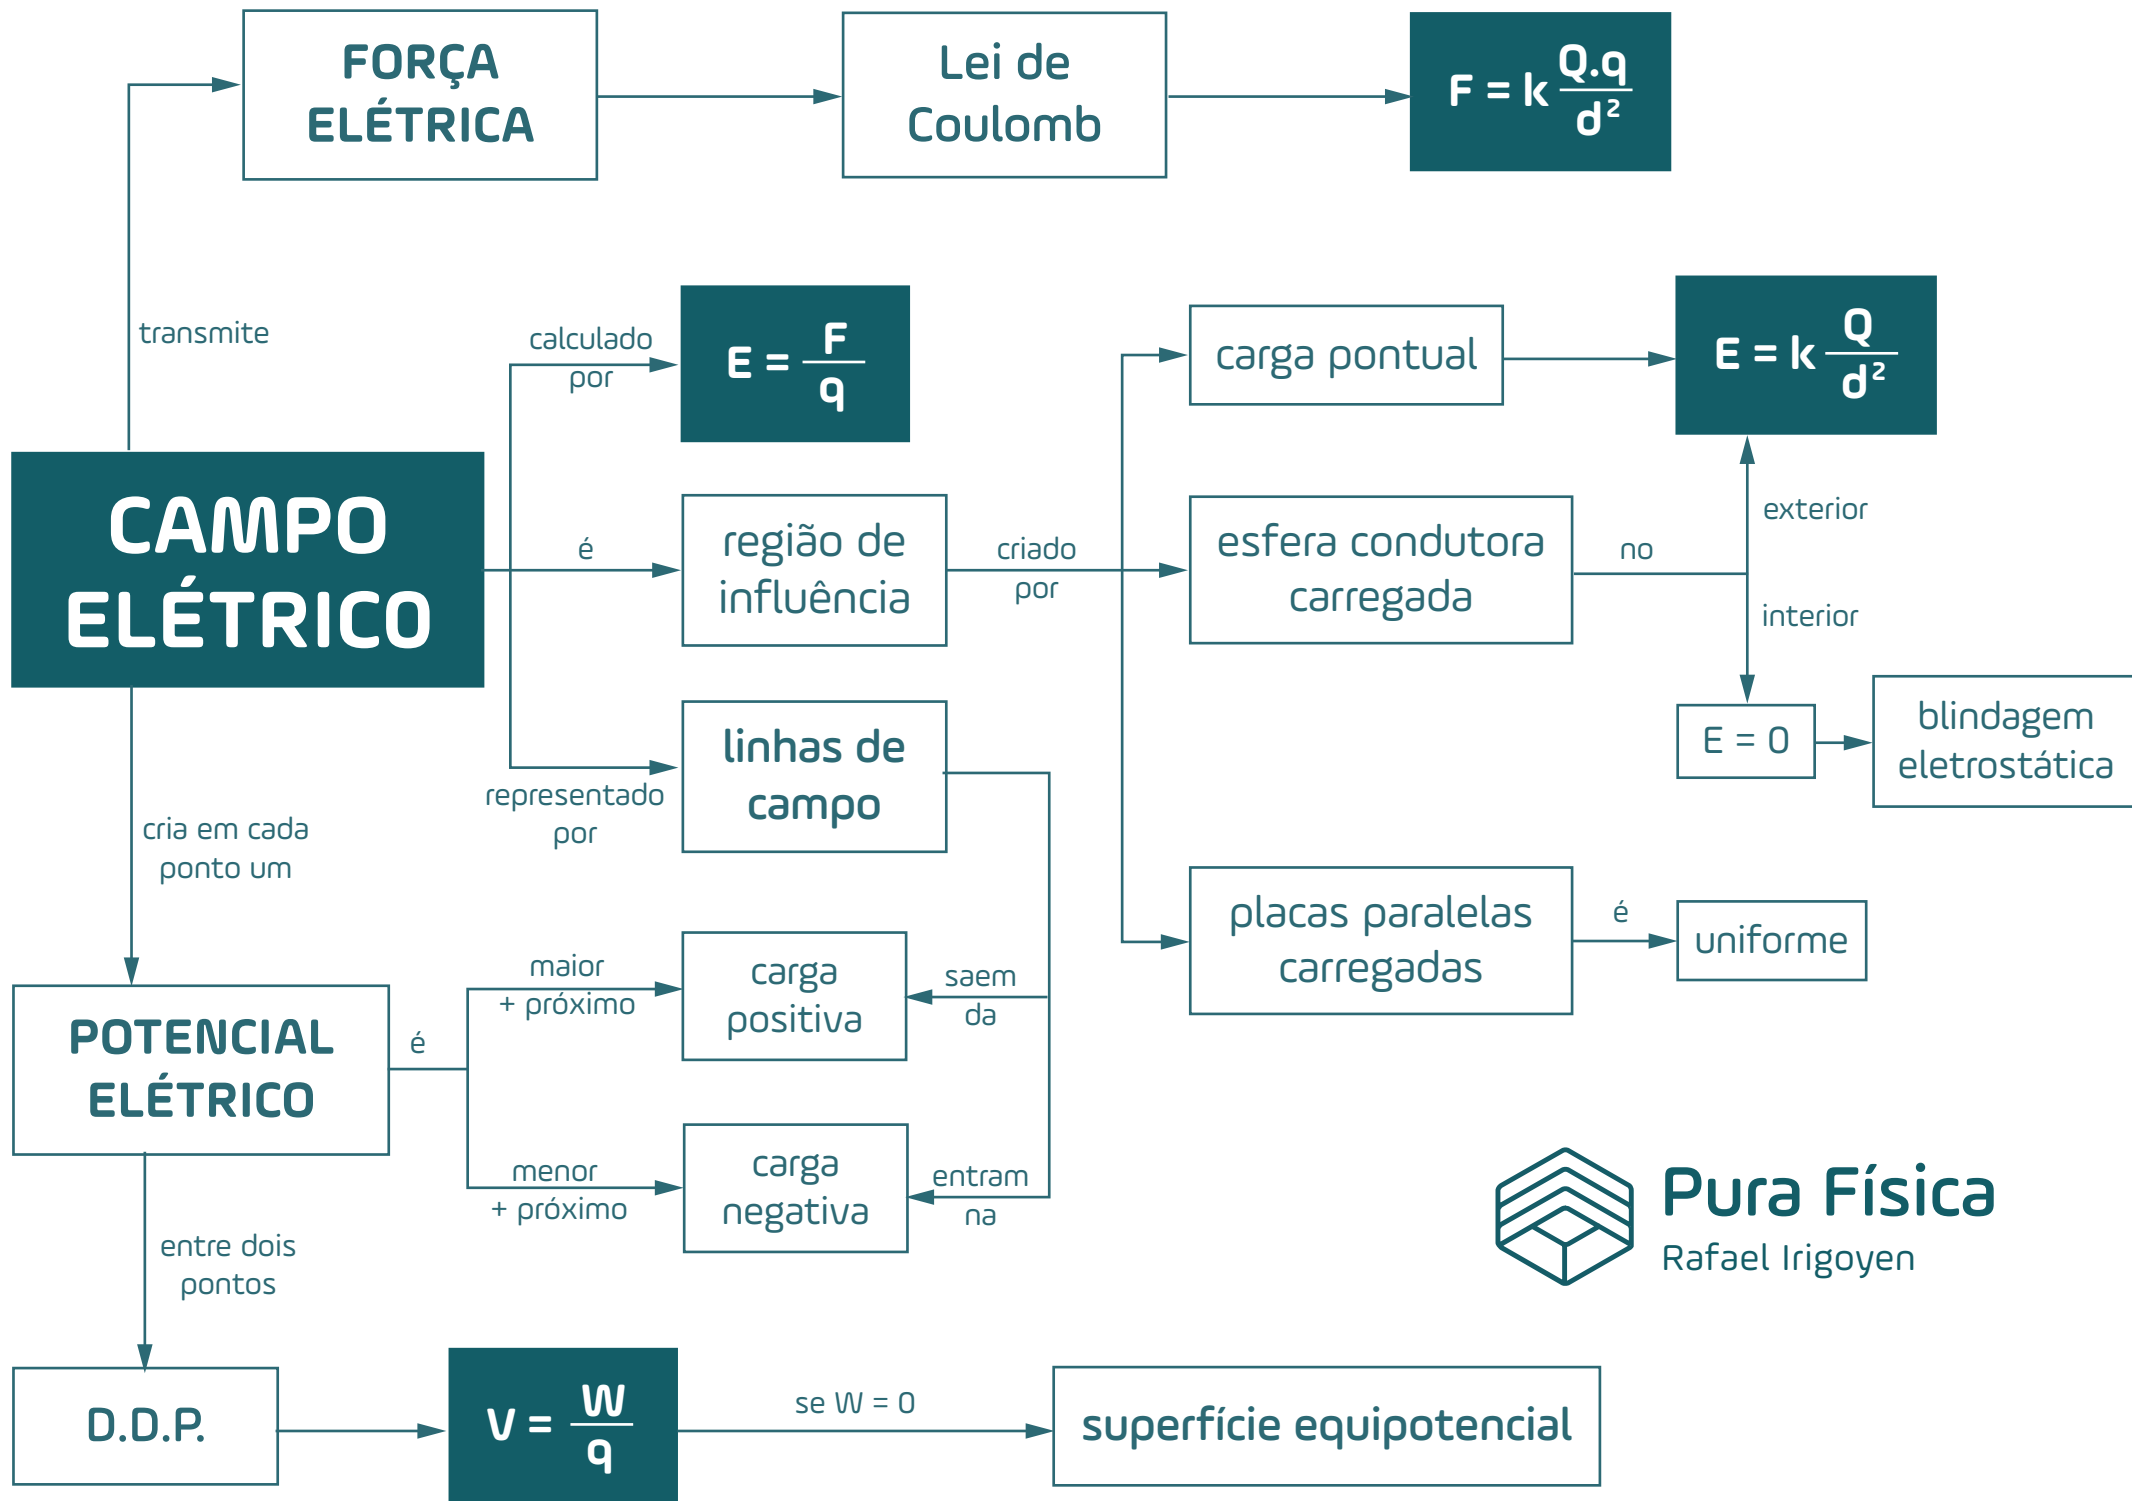 FORÇA
ELÉTRICA
Lei de
Coulomb
F = k Q.q
d²
transmite
calculado
por
E = F
q
carga pontual
E = k Q
d²
CAMPO
ELÉTRICO
é
região de
influência
criado
por
esfera condutora
carregada
no
exterior
interior
E = 0
blindagem
eletrostática
representado
por
linhas de
campo
cria em cada
ponto um
placas paralelas
carregadas
é
uniforme
POTENCIAL
ELÉTRICO
é
maior
+ próximo
carga
positiva
saem
da
menor
+ próximo
carga
negativa
entram
na
entre dois
pontos
D.D.P.
V = W
q
se W = 0
superfície equipotencial
Pura Física
Rafael Irigoyen